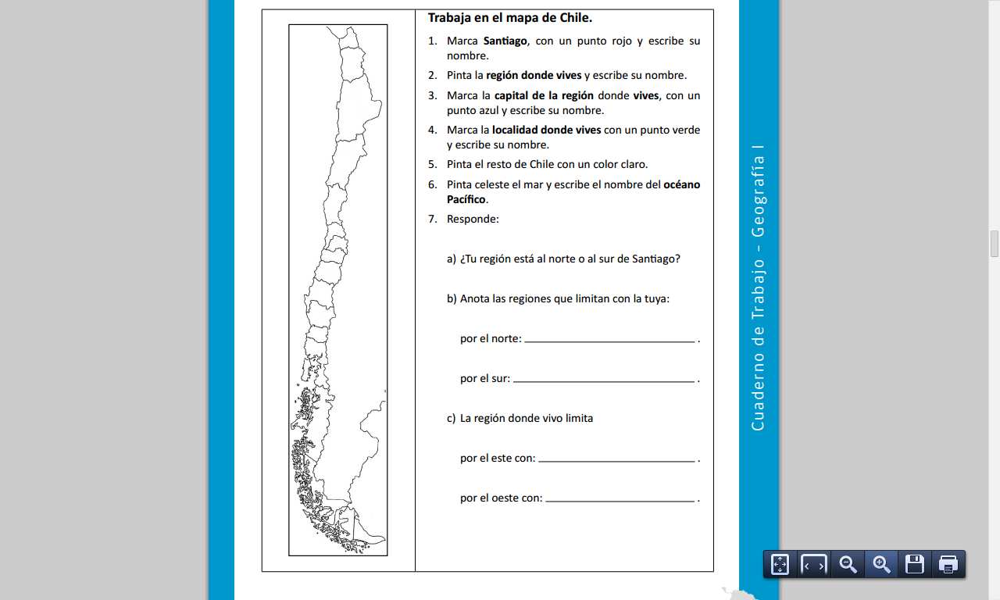 Trabaja en el mapa de Chile.
1. Marca Santiago, con un punto rojo y escribe su
nombre.
2. Pinta la región donde vives y escribe su nombre.
3. Marca la capital de la región donde vives, con un
punto azul y escribe su nombre.
4. Marca la localidad donde vives con un punto verde
y escribe su nombre.
5. Pinta el resto de Chile con un color claro.
6. Pinta celeste el mar y escribe el nombre del océano
Pacífico.
7. Responde:
a) ¿Tu región está al norte o al sur de Santiago?
b) Anota las regiones que limitan con la tuya:
por el norte: ______________________________ .
por el sur: ________________________________ .
c) La región donde vivo limita
por el este con: ____________________________ .
por el oeste con: ___________________________ .
Cuaderno de Trabajo - Geografía I